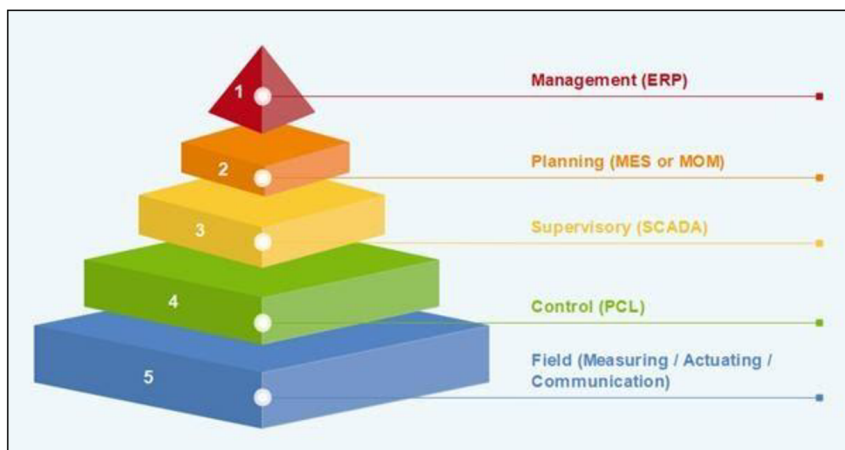 1
Management (ERP)
2
Planning (MES or MOM)
3
Supervisory (SCADA)
4
Control (PCL)
5
Field (Measuring / Actuating /
Communication)